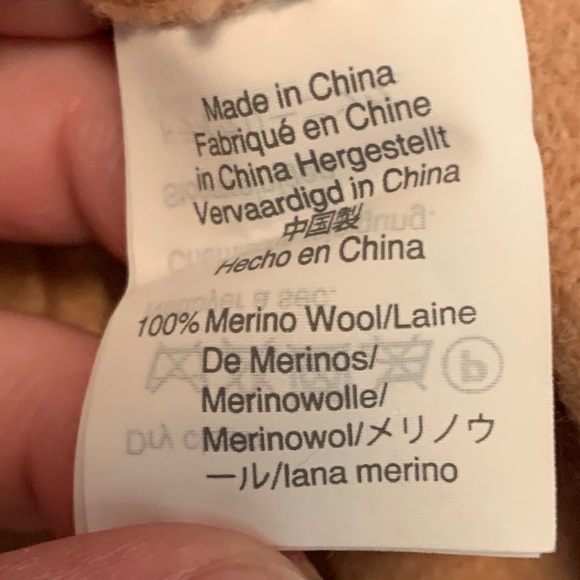 Made in China
Fabriqué en Chine
in China Hergestellt
Vervaardigd in China
中国製
Hecho en China
100% Merino Wool/Laine
De Merinos/
Merinowolle/
Merinowol/メリノウ
ール/lana merino